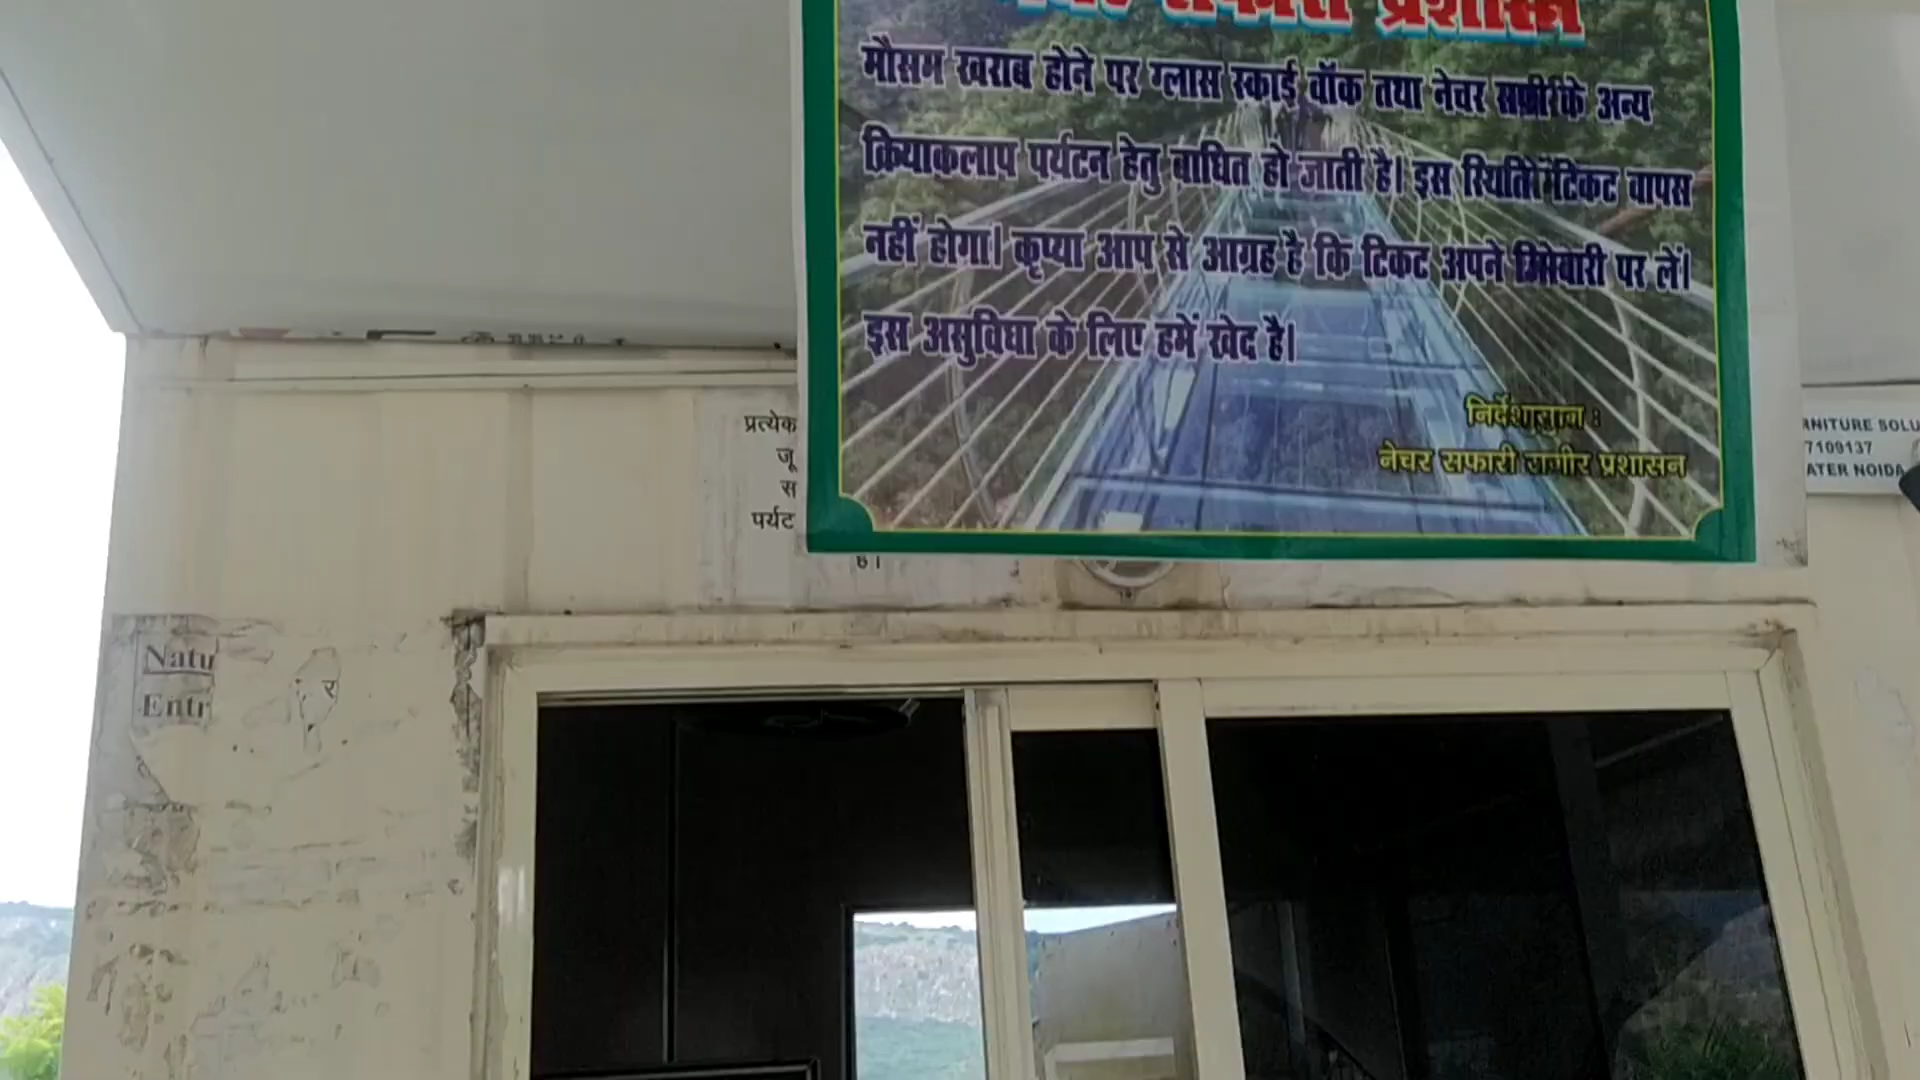 प्रशासन
मौसम खराब होने पर ग्लास स्काई वॉक तथा नेचर सफारी के अन्य
क्रियाकलाप पर्यटन हेतु बाधित हो जाती है। इस स्थिति में टिकट वापस
नहीं होगा। कृप्या आप से आग्रह है कि टिकट अपने जिम्मेवारी पर लें।
इस असुविधा के लिए हमें खेद है।
निर्देशानुसार :
नेचर सफारी राजगीर प्रशासन
प्रत्येक
जू
स
पर्यट
है।
RNITURE SOLU
7109137
ATER NOIDA
Natu
Entr
र